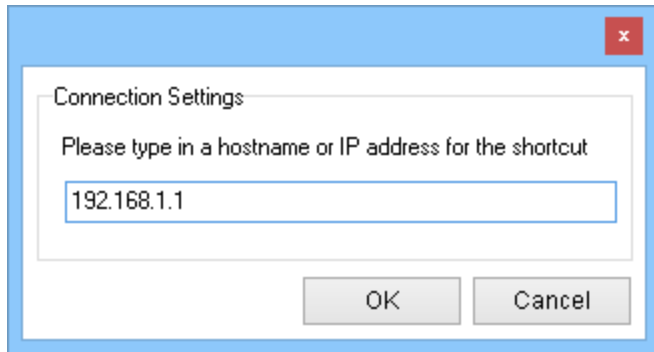 x
Connection Settings
Please type in a hostname or IP address for the shortcut
192.168.1.1
OK Cancel